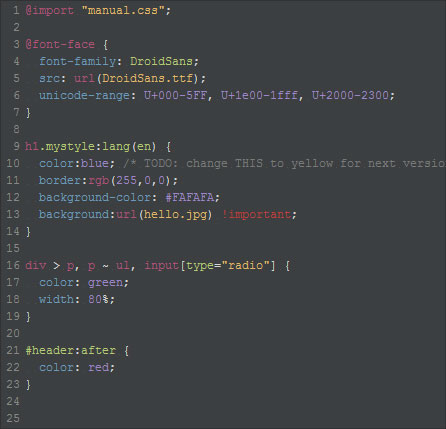 1 @import "manual.css";
2
3 @font-face {
4 font-family: DroidSans;
5 src: url(DroidSans.ttf);
6 unicode-range: U+000-5FF, U+1e00-1fff, U+2000-2300;
7 }
8
9 h1.mystyle:lang(en) {
10 color:blue; /* TODO: change THIS to yellow for next versio
11 border:rgb(255,0,0);
12 background-color: #FAFAFA;
13 background:url(hello.jpg) !important;
14 }
15
16 div > p, p ~ ul, input[type="radio"] {
17 color: green;
18 width: 80%;
19 }
20
21 #header:after {
22 color: red;
23 }
24
25